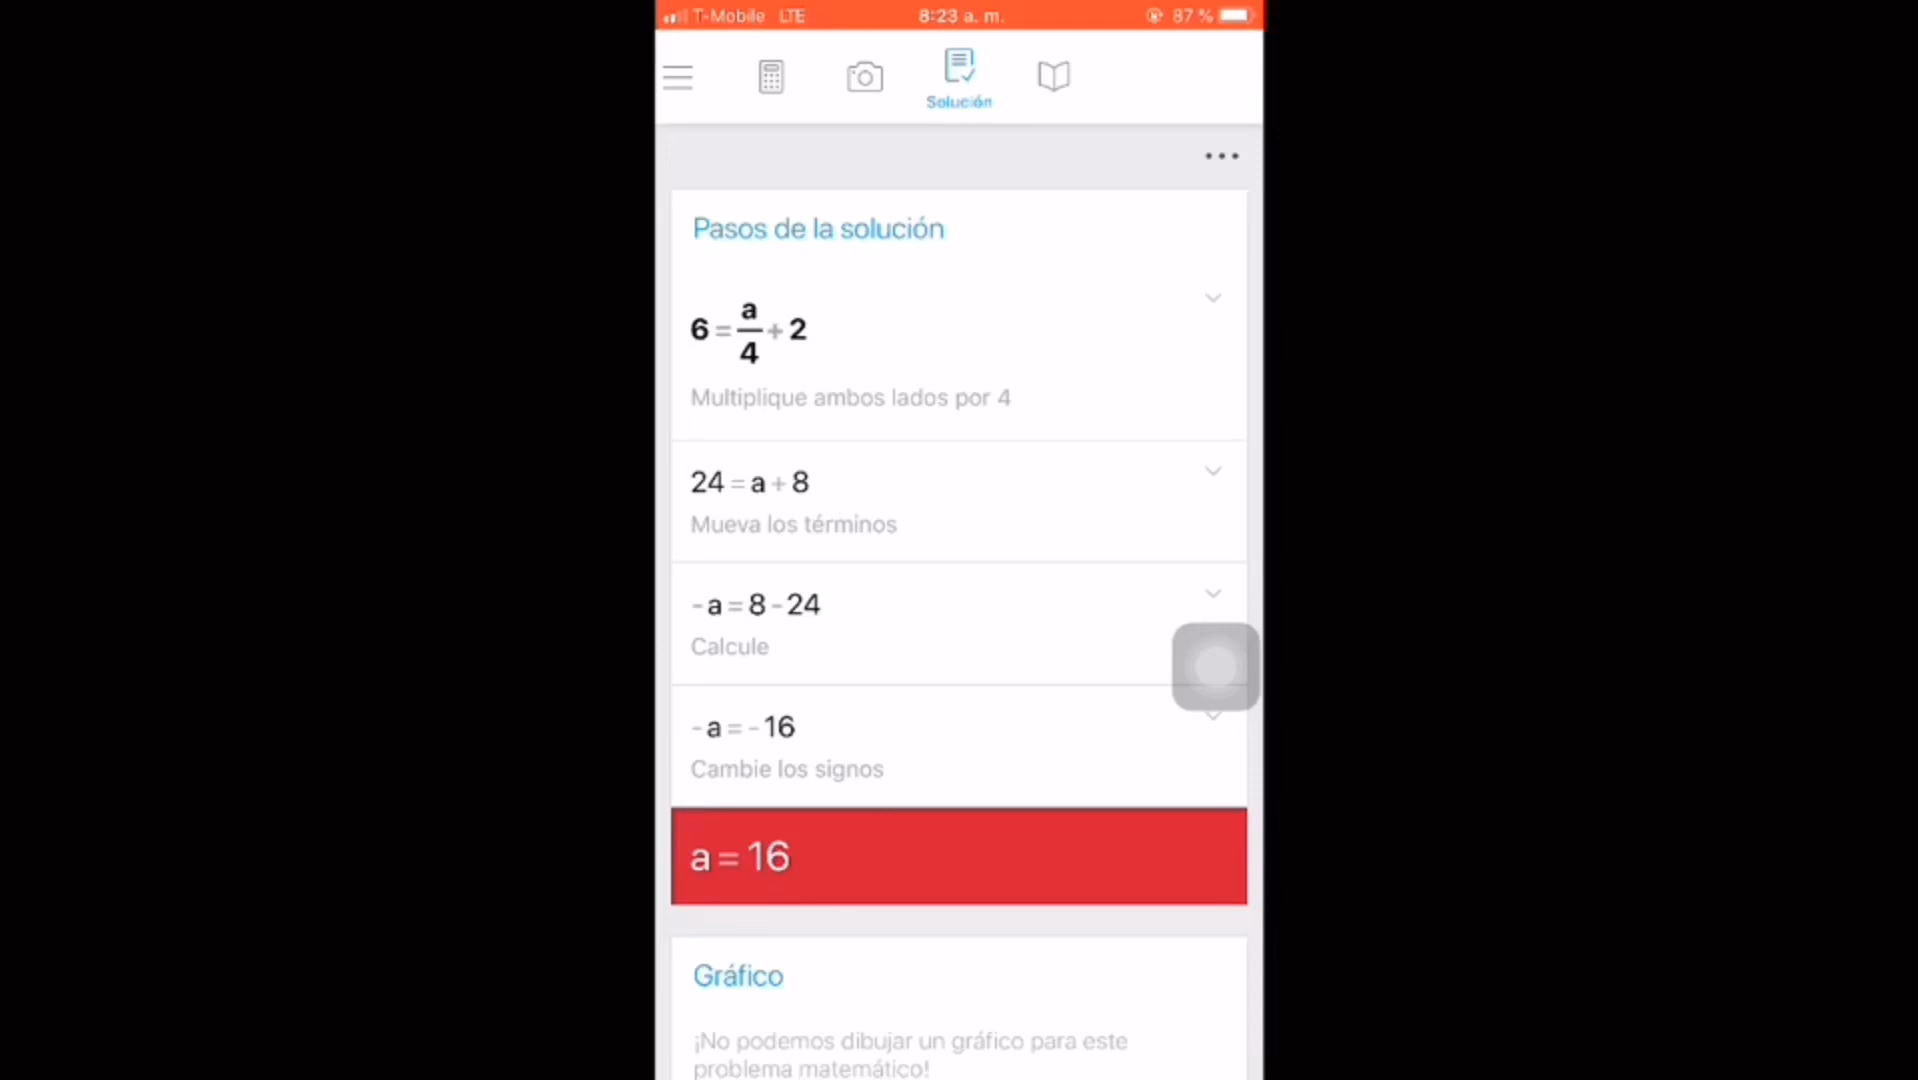 T-Mobile LTE 8:23 a. m. 87 %
Solución
Pasos de la solución
6 = a/4 + 2
Multiplique ambos lados por 4
24 = a + 8
Mueva los términos
- a = 8 - 24
Calcule
- a = - 16
Cambie los signos
a = 16
Gráfico
¡No podemos dibujar un gráfico para este
problema matemático!